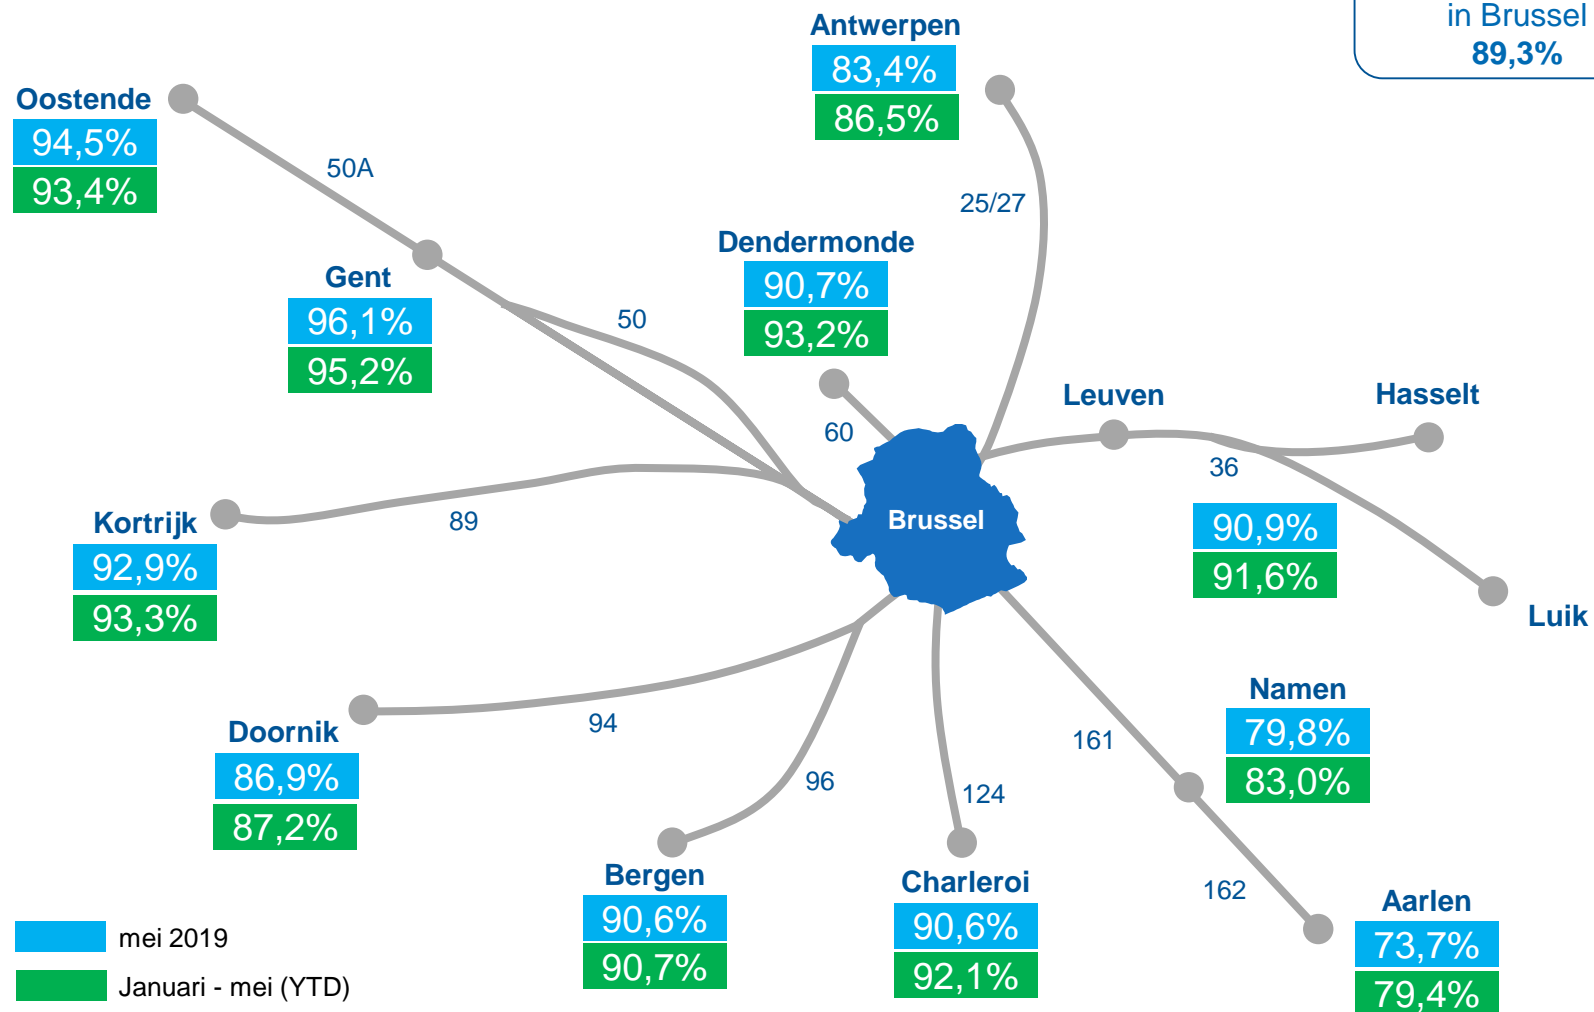 in Brussel
89,3%
Antwerpen
83,4%
86,5%
Oostende
94,5%
93,4%
50A
25/27
Dendermonde
90,7%
93,2%
Gent
96,1%
95,2%
50
60
Leuven
Hasselt
36
90,9%
91,6%
Luik
Brussel
Kortrijk
92,9%
93,3%
89
Doornik
86,9%
87,2%
94
96
124
161
Namen
79,8%
83,0%
Bergen
90,6%
90,7%
Charleroi
90,6%
92,1%
162
Aarlen
73,7%
79,4%
mei 2019
Januari - mei (YTD)